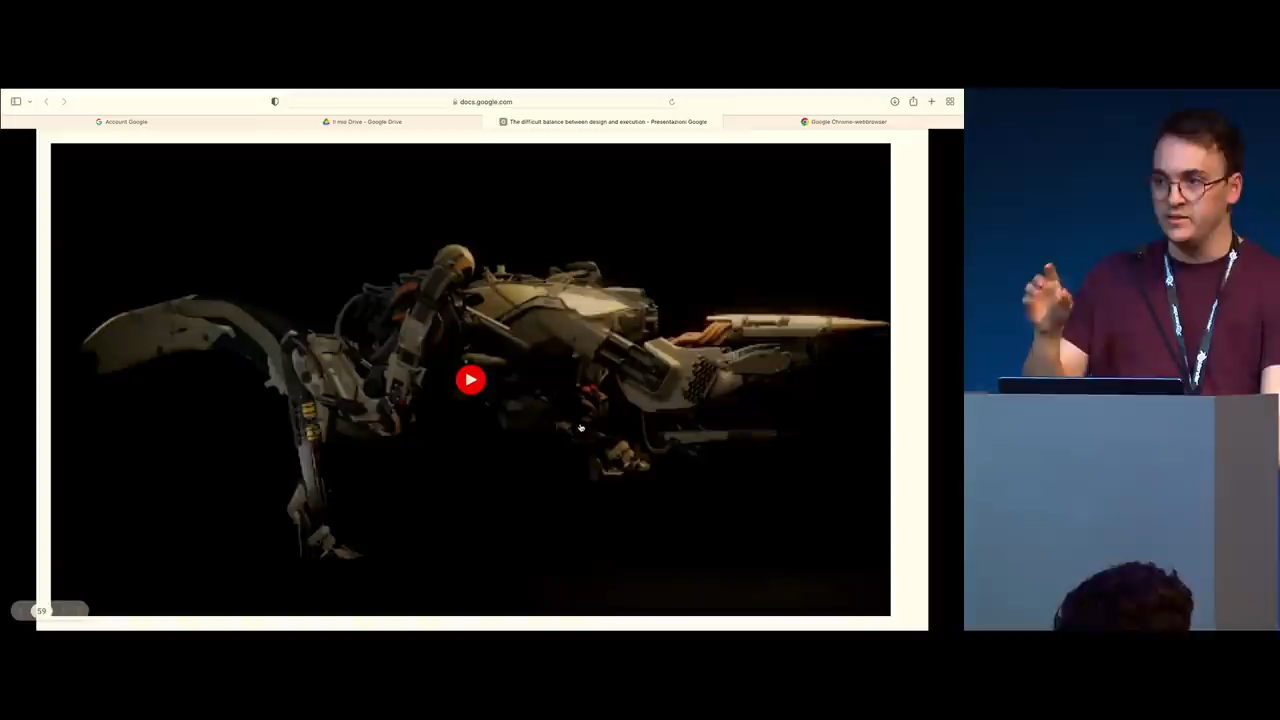 docs.google.com
Account Google
Il mio Drive - Google Drive
The difficult balance between design and execution - Presentazioni Google
Google Chrome-webbrowser
59